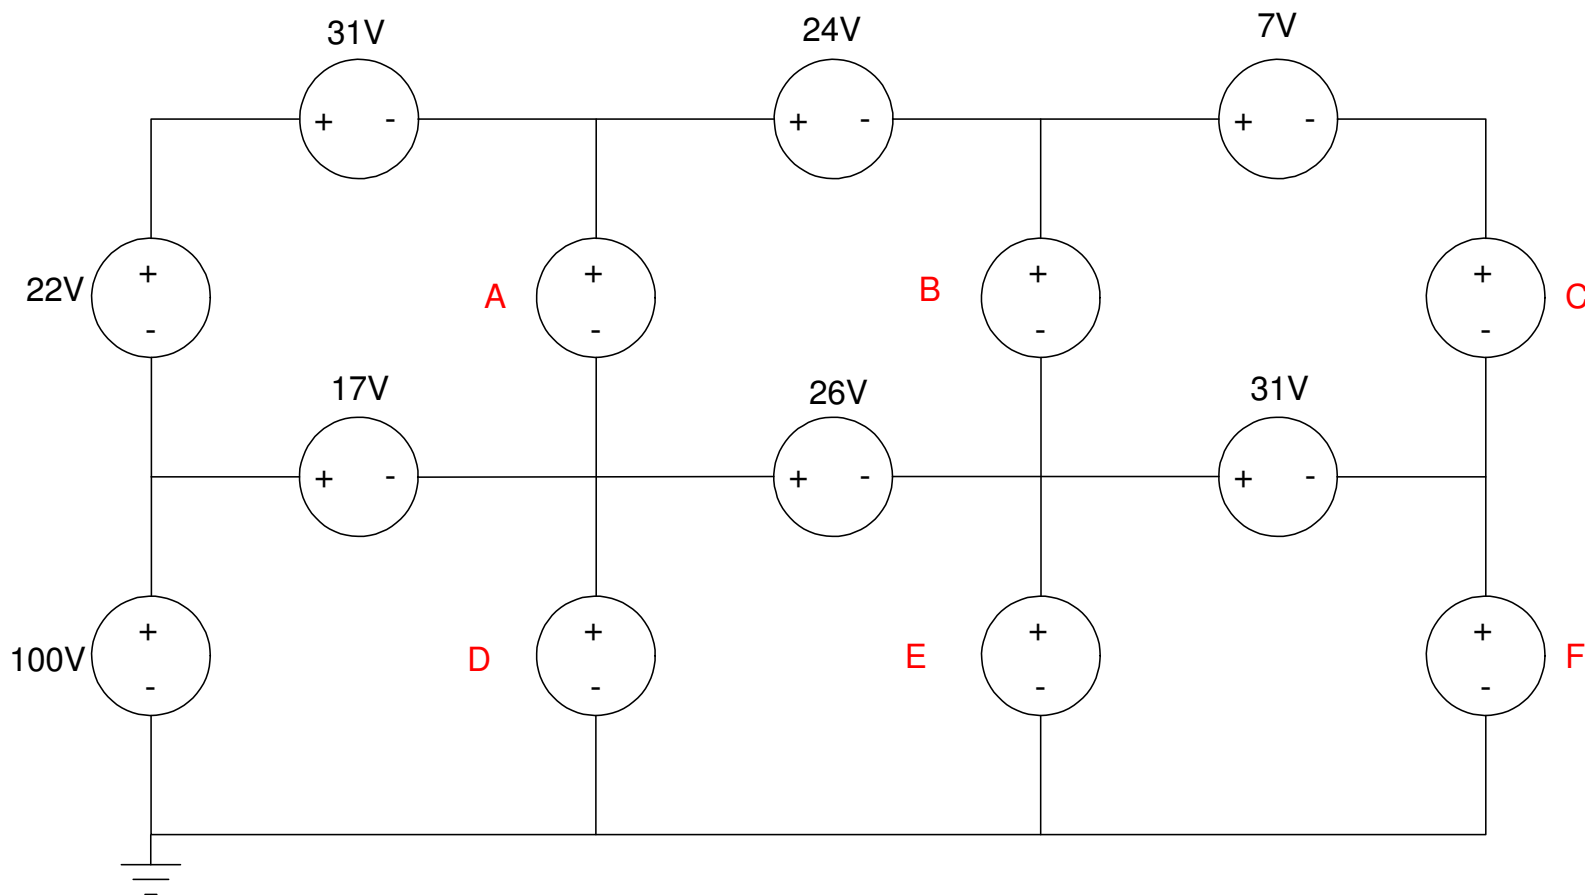 31V
24V
7V
+ -
+ -
+ -
22V
+
-
A
+
-
B
+
-
C
+
-
17V
26V
31V
+ -
+ -
+ -
100V
+
-
D
+
-
E
+
-
F
+
-